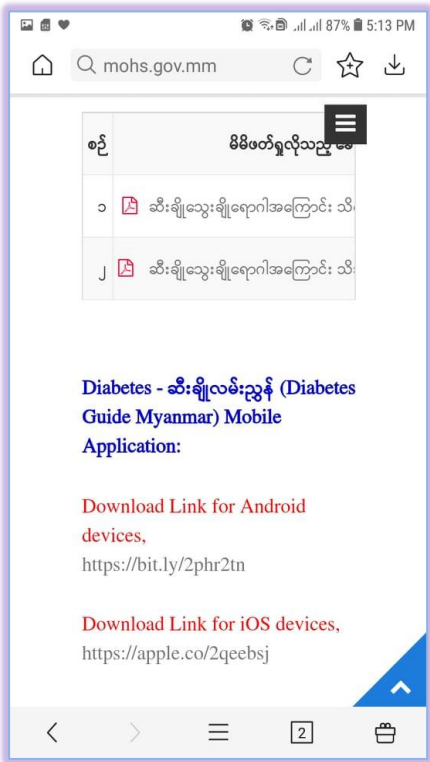 87% 5:13 PM
mohs.gov.mm
စဉ် မိမိဖတ်ရှုလိုသည့်
၁ ဆီးချိုသွေးချိုရောဂါအကြောင်း သိ
၂ ဆီးချိုသွေးချိုရောဂါအကြောင်း သိ
Diabetes - ဆီးချိုလမ်းညွှန် (Diabetes
Guide Myanmar) Mobile
Application:
Download Link for Android
devices,
https://bit.ly/2phr2tn
Download Link for iOS devices,
https://apple.co/2qeebsj
2